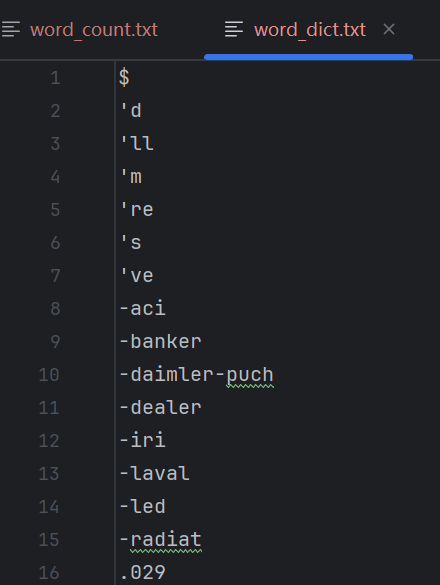 word_count.txt word_dict.txt
1 $
2 'd
3 'll
4 'm
5 're
6 's
7 've
8 -aci
9 -banker
10 -daimler-puch
11 -dealer
12 -iri
13 -laval
14 -led
15 -radiat
16 .029